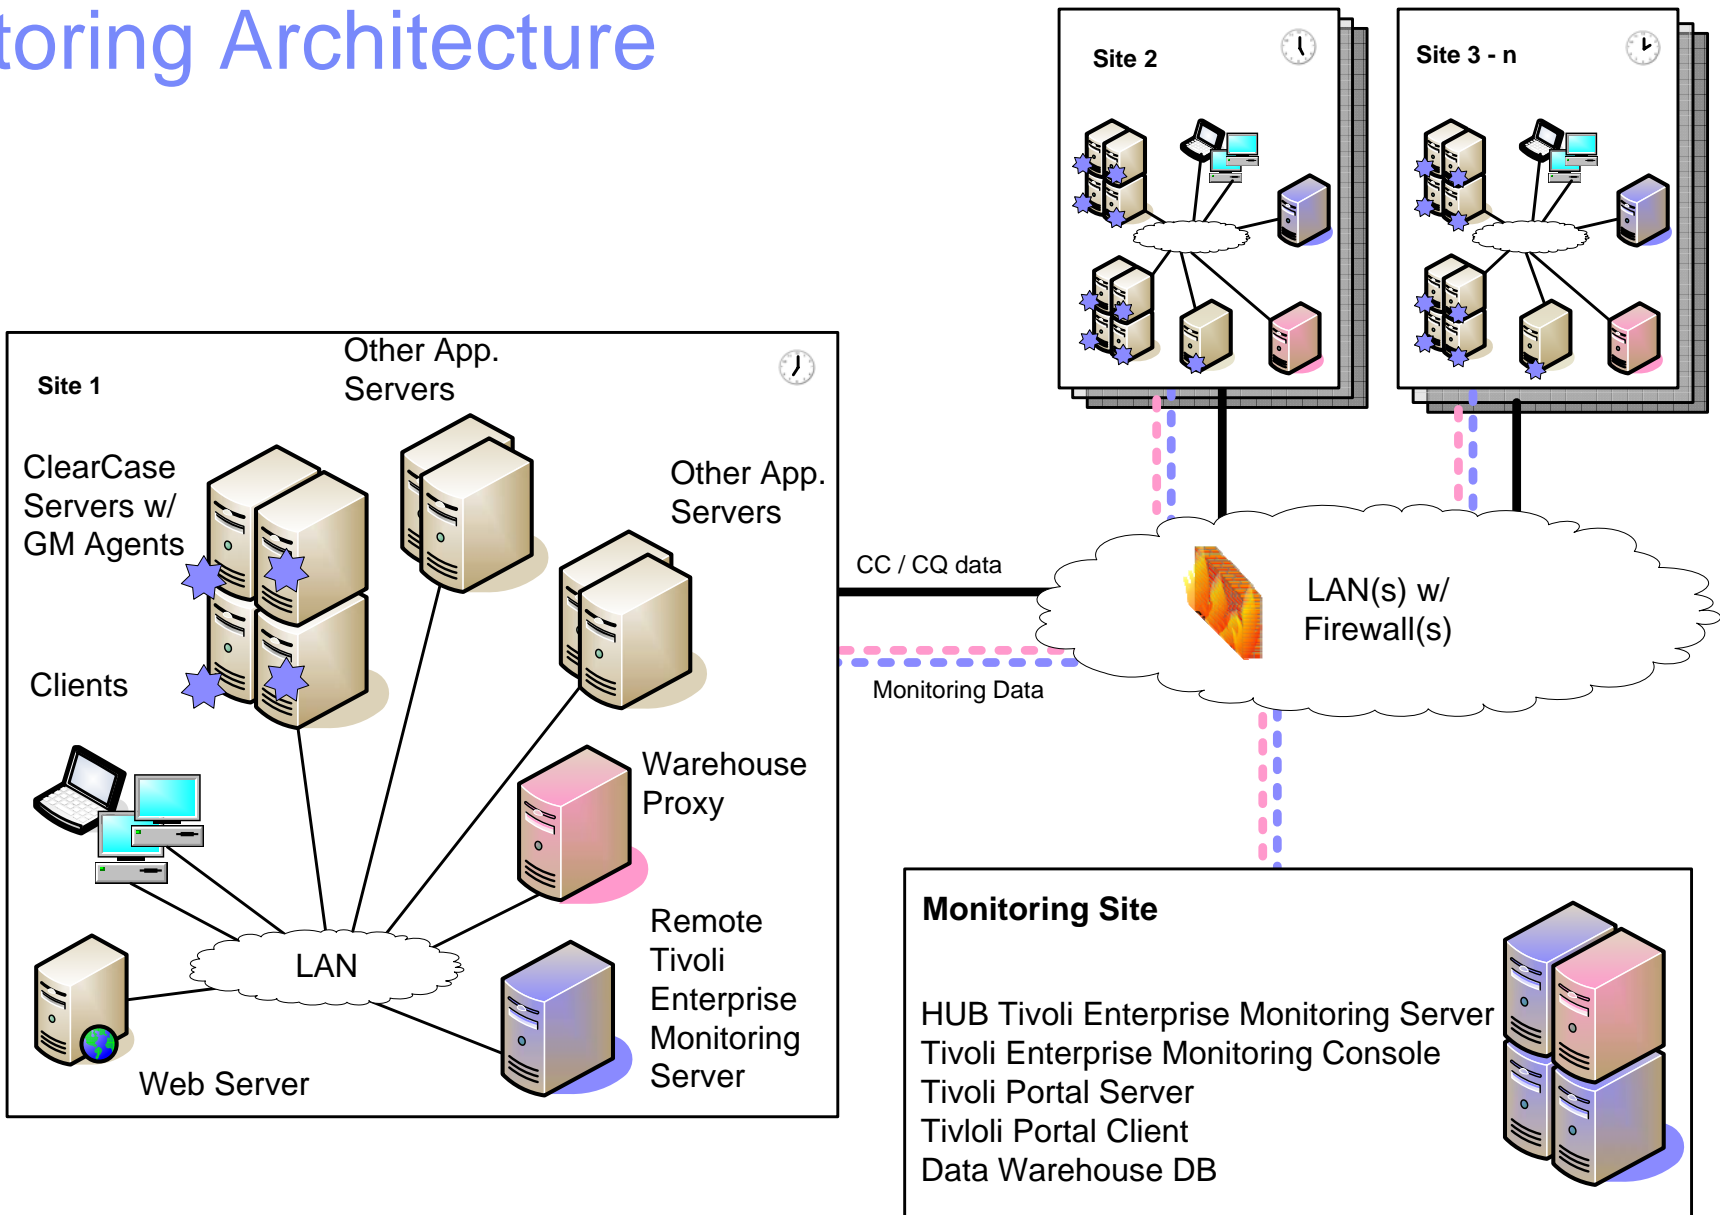 toring Architecture
Site 2
Site 3 - n
Site 1
Other App.
Servers
ClearCase
Servers w/
GM Agents
Other App.
Servers
Clients
Warehouse
Proxy
LAN
Remote
Tivoli
Enterprise
Monitoring
Server
Web Server
CC / CQ data
Monitoring Data
LAN(s) w/
Firewall(s)
Monitoring Site
HUB Tivoli Enterprise Monitoring Server
Tivoli Enterprise Monitoring Console
Tivoli Portal Server
Tivloli Portal Client
Data Warehouse DB